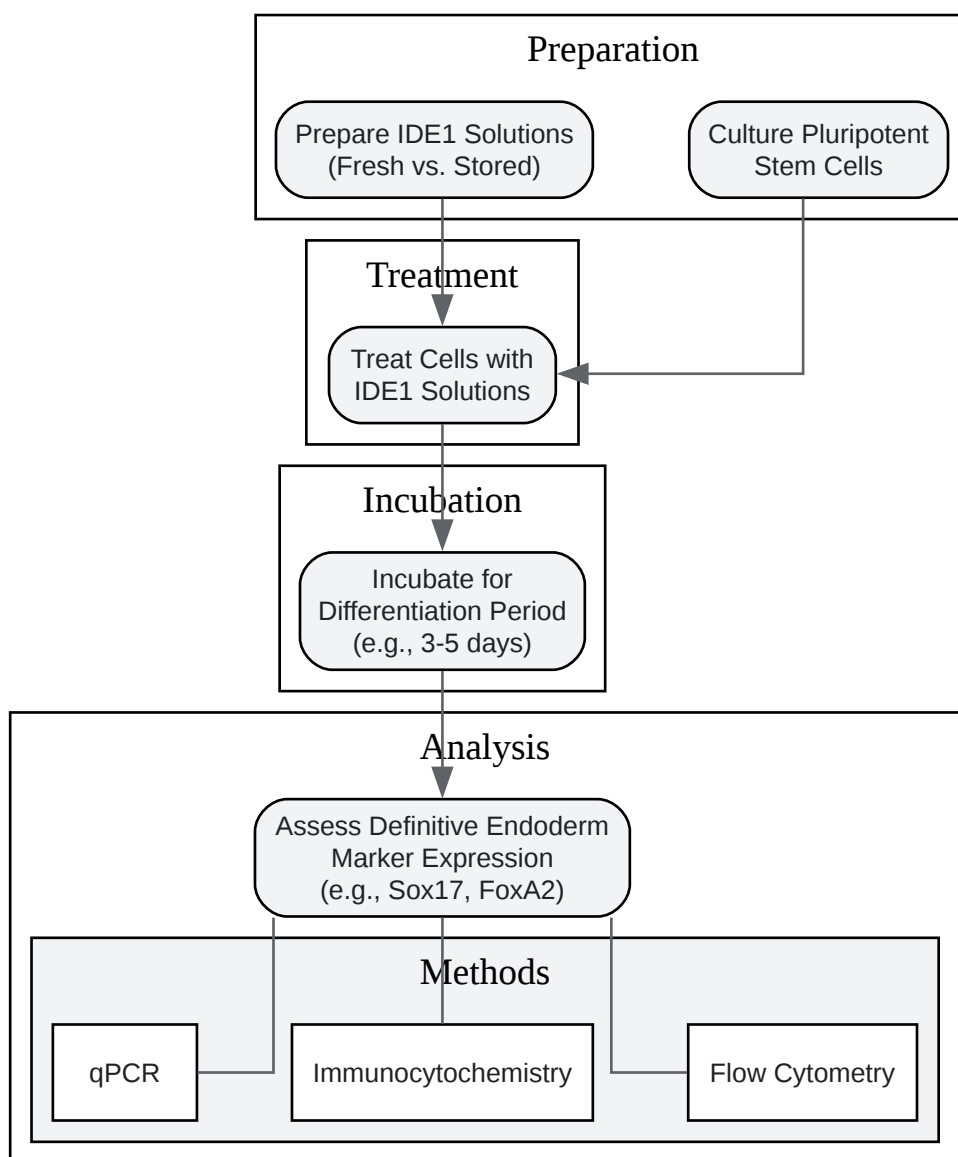 Preparation
Prepare IDE1 Solutions
(Fresh vs. Stored)
Culture Pluripotent
Stem Cells
Treatment
Treat Cells with
IDE1 Solutions
Incubation
Incubate for
Differentiation Period
(e.g., 3-5 days)
Analysis
Assess Definitive Endoderm
Marker Expression
(e.g., Sox17, FoxA2)
Methods
qPCR
Immunocytochemistry
Flow Cytometry